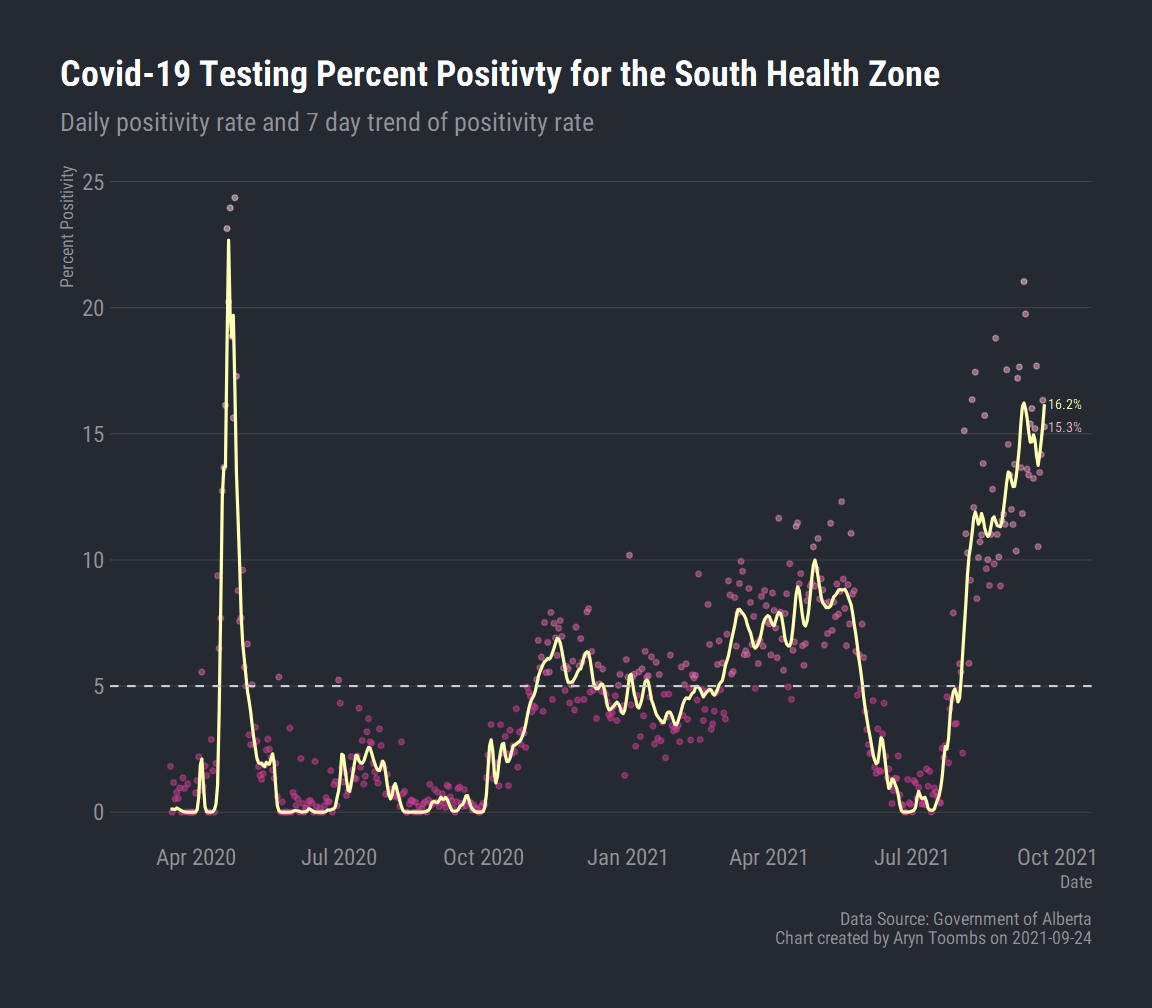 Covid-19 Testing Percent Positivty for the South Health Zone
Daily positivity rate and 7 day trend of positivity rate
Percent Positivity
25
20
15
10
5
0
16.2%
15.3%
Apr 2020
Jul 2020
Oct 2020
Jan 2021
Apr 2021
Jul 2021
Oct 2021
Date
Data Source: Government of Alberta
Chart created by Aryn Toombs on 2021-09-24